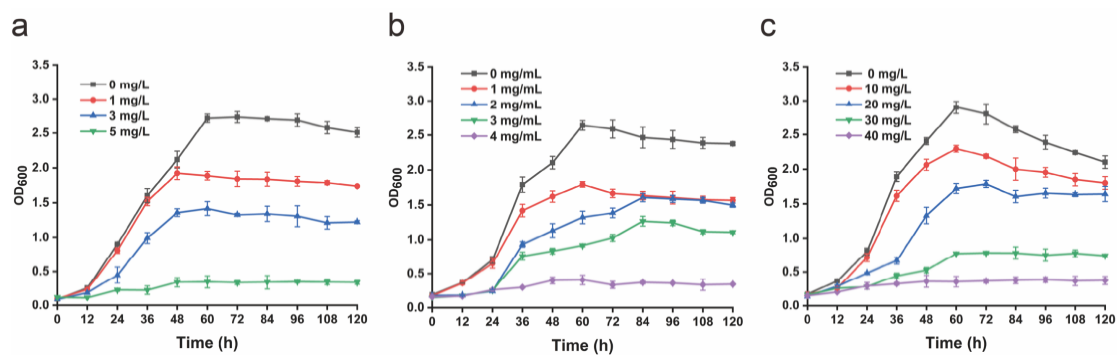 a
b
c
3.5
3.0
2.5
2.0
1.5
1.0
0.5
0.0
OD600
0 mg/L
1 mg/L
3 mg/L
5 mg/L
0 12 24 36 48 60 72 84 96 108 120
Time (h)
3.5
3.0
2.5
2.0
1.5
1.0
0.5
0.0
OD600
0 mg/mL
1 mg/mL
2 mg/mL
3 mg/mL
4 mg/mL
0 12 24 36 48 60 72 84 96 108 120
Time (h)
3.5
3.0
2.5
2.0
1.5
1.0
0.5
0.0
OD600
0 mg/L
10 mg/L
20 mg/L
30 mg/L
40 mg/L
0 12 24 36 48 60 72 84 96 108 120
Time (h)